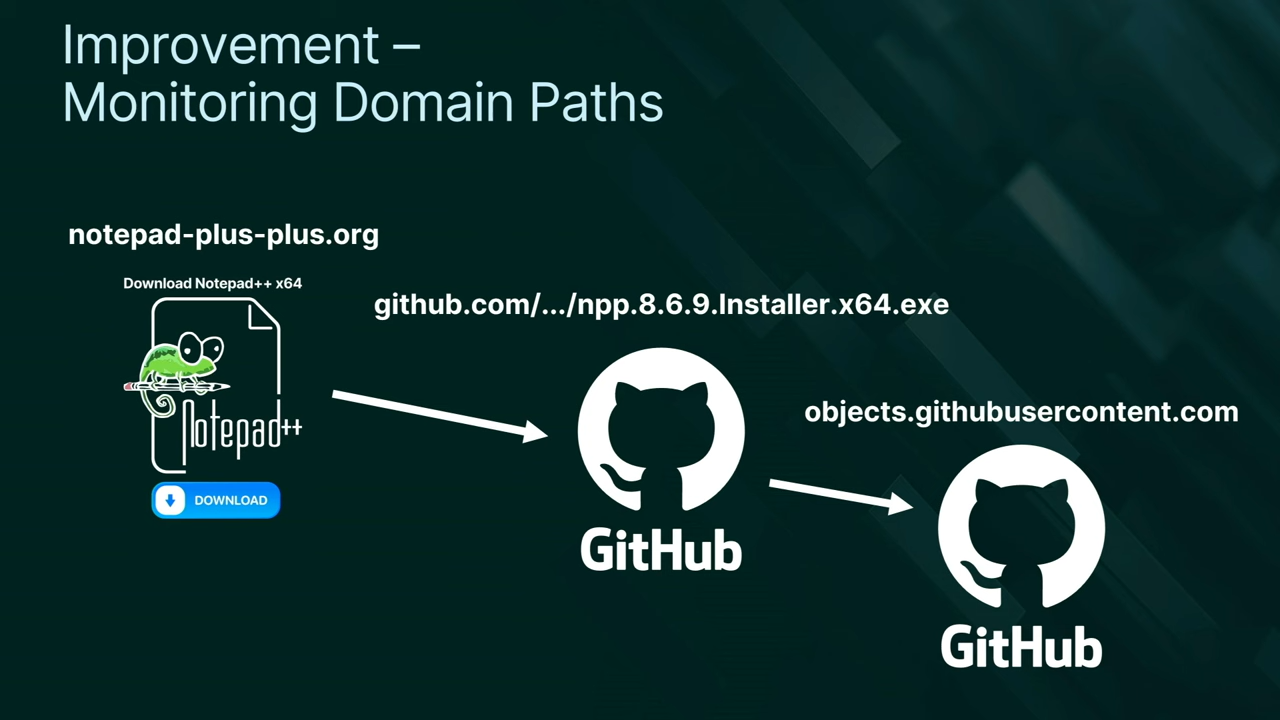 Improvement –
Monitoring Domain Paths
notepad-plus-plus.org
Download Notepad++ x64
Notepad++
DOWNLOAD
github.com/.../npp.8.6.9.Installer.x64.exe
GitHub
objects.githubusercontent.com
GitHub